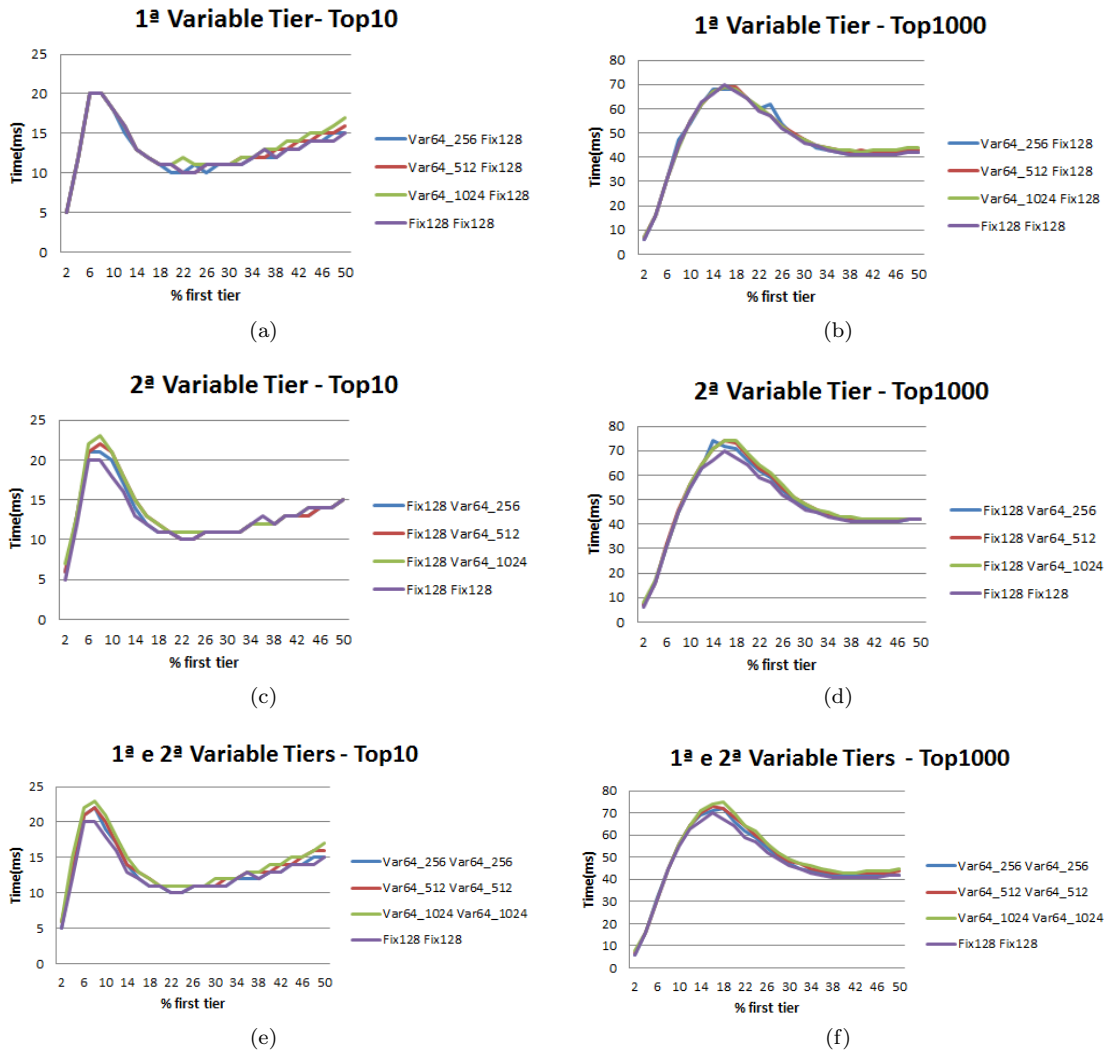 1ª Variable Tier- Top10
25
20
15
10
5
0
Time(ms)
2 6 10 14 18 22 26 30 34 38 42 46 50
% first tier
Var64_256 Fix128
Var64_512 Fix128
Var64_1024 Fix128
Fix128 Fix128
(a)
1ª Variable Tier - Top1000
80
70
60
50
40
30
20
10
0
Time(ms)
2 6 10 14 18 22 26 30 34 38 42 46 50
% first tier
Var64_256 Fix128
Var64_512 Fix128
Var64_1024 Fix128
Fix128 Fix128
(b)
2ª Variable Tier - Top10
25
20
15
10
5
0
Time(ms)
2 6 10 14 18 22 26 30 34 38 42 46 50
% first tier
Fix128 Var64_256
Fix128 Var64_512
Fix128 Var64_1024
Fix128 Fix128
(c)
2ª Variable Tier - Top1000
80
70
60
50
40
30
20
10
0
Time(ms)
2 6 10 14 18 22 26 30 34 38 42 46 50
% first tier
Fix128 Var64_256
Fix128 Var64_512
Fix128 Var64_1024
Fix128 Fix128
(d)
1ª e 2ª Variable Tiers - Top10
25
20
15
10
5
0
Time(ms)
2 6 10 14 18 22 26 30 34 38 42 46 50
% first tier
Var64_256 Var64_256
Var64_512 Var64_512
Var64_1024 Var64_1024
Fix128 Fix128
(e)
1ª e 2ª Variable Tiers - Top1000
80
70
60
50
40
30
20
10
0
Time(ms)
2 6 10 14 18 22 26 30 34 38 42 46 50
% first tier
Var64_256 Var64_256
Var64_512 Var64_512
Var64_1024 Var64_1024
Fix128 Fix128
(f)